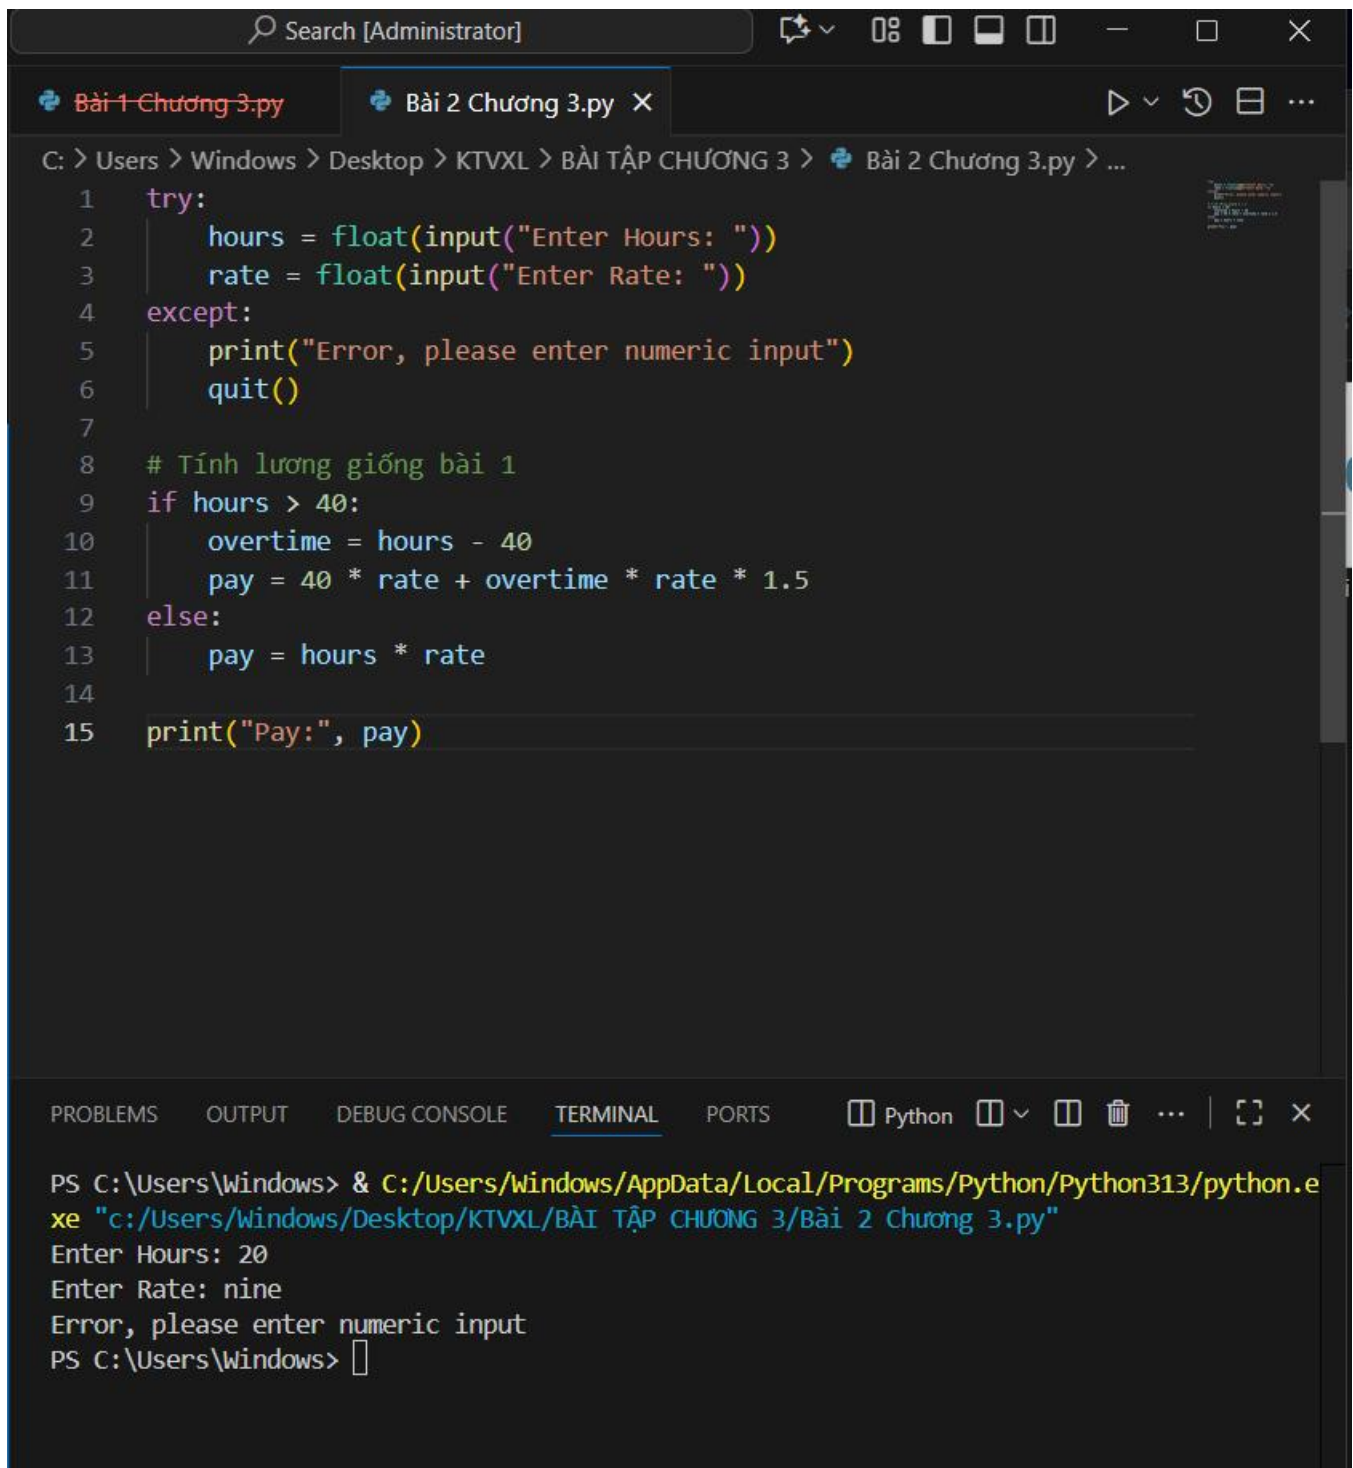 Search [Administrator]
Bài 1 Chương 3.py Bài 2 Chương 3.py
C: > Users > Windows > Desktop > KTVXL > BÀI TẬP CHƯƠNG 3 > Bài 2 Chương 3.py > ...
1 try:
2 hours = float(input("Enter Hours: "))
3 rate = float(input("Enter Rate: "))
4 except:
5 print("Error, please enter numeric input")
6 quit()
7
8 # Tính lương giống bài 1
9 if hours > 40:
10 overtime = hours - 40
11 pay = 40 * rate + overtime * rate * 1.5
12 else:
13 pay = hours * rate
14
15 print("Pay:", pay)
PROBLEMS OUTPUT DEBUG CONSOLE TERMINAL PORTS Python
PS C:\Users\Windows> & C:/Users/Windows/AppData/Local/Programs/Python/Python313/python.e
xe "c:/Users/Windows/Desktop/KTVXL/BÀI TẬP CHƯƠNG 3/Bài 2 Chương 3.py"
Enter Hours: 20
Enter Rate: nine
Error, please enter numeric input
PS C:\Users\Windows>